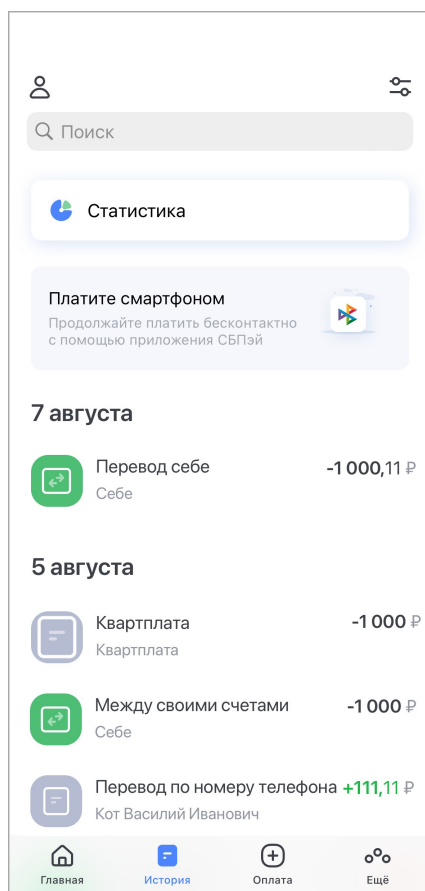 Поиск
Статистика
Платите смартфоном
Продолжайте платить бесконтактно
с помощью приложения СБПэй
7 августа
Перевод себе -1 000,11 ₽
Себе
5 августа
Квартплата -1 000 ₽
Квартплата
Между своими счетами -1 000 ₽
Себе
Перевод по номеру телефона +111,11 ₽
Кот Василий Иванович
Главная История Оплата Ещё